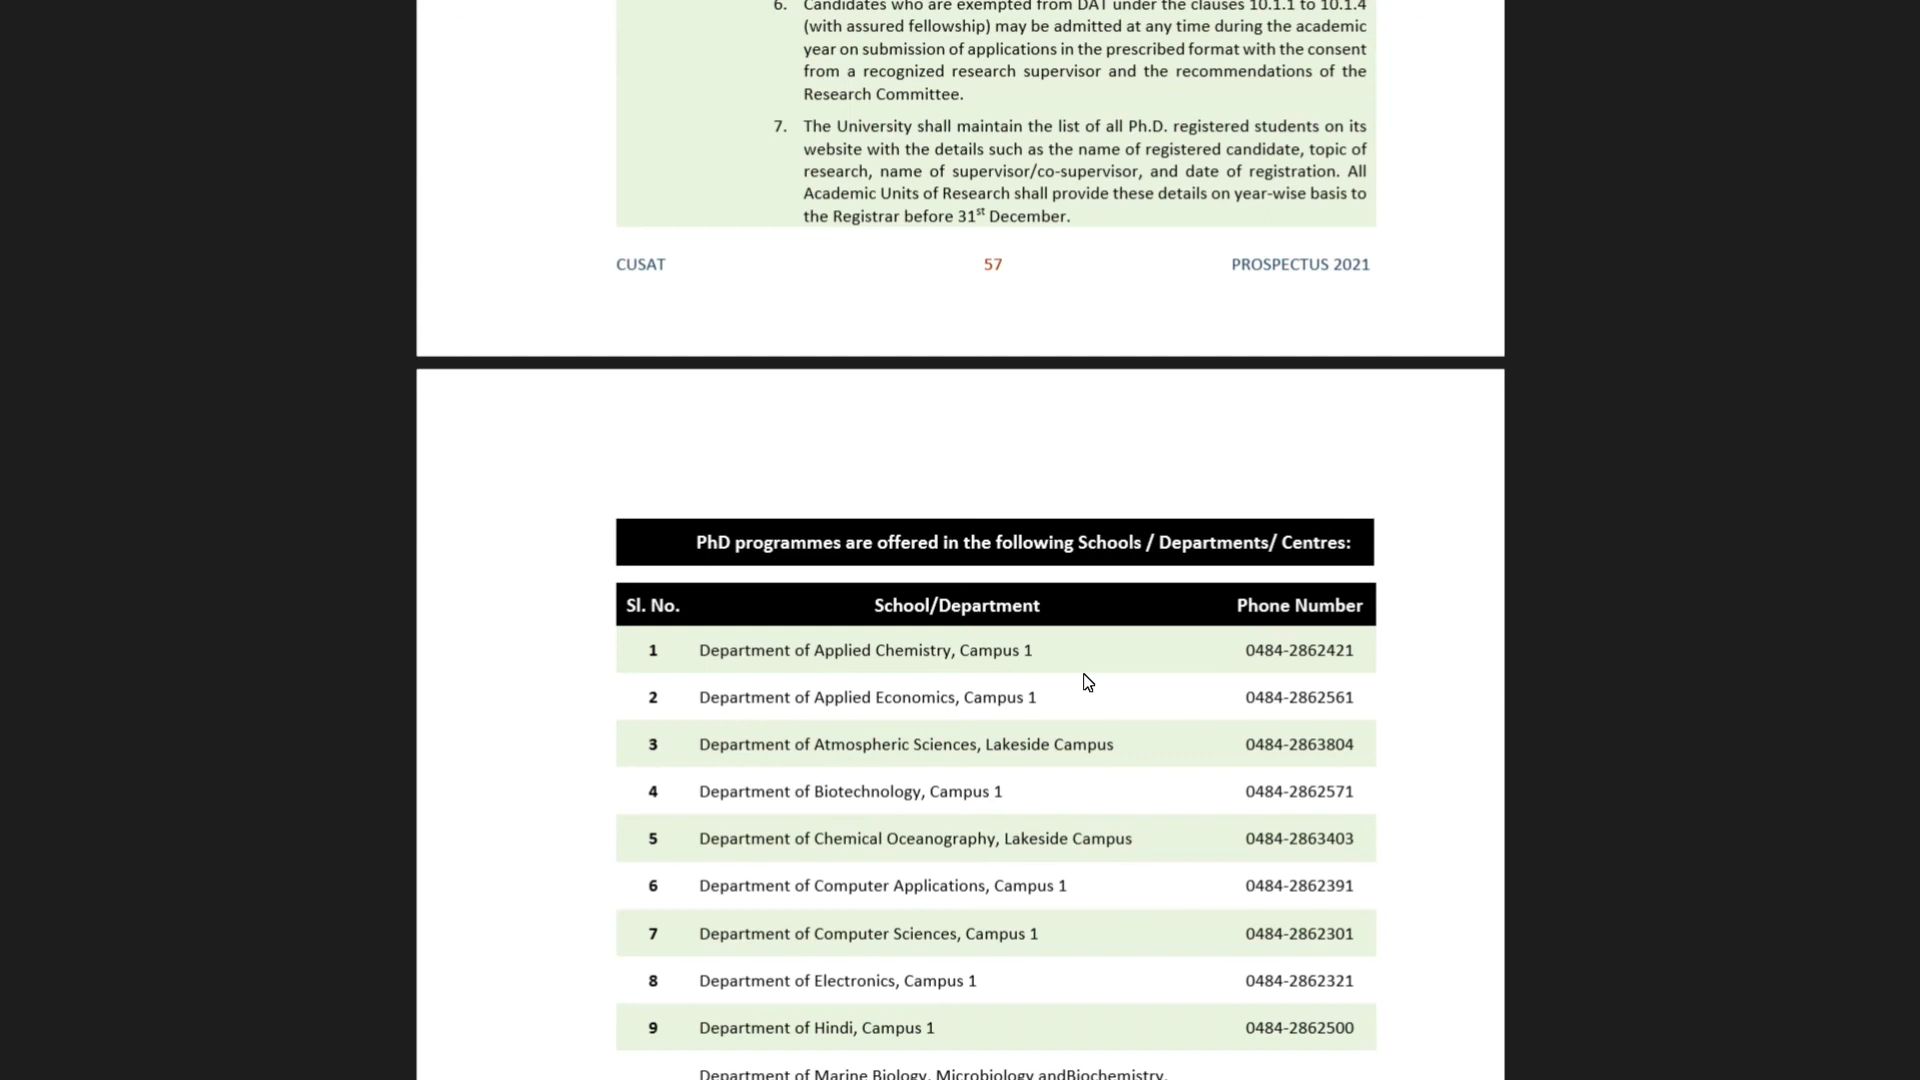 6. Candidates who are exempted from DAT under the clauses 10.1.1 to 10.1.4
(with assured fellowship) may be admitted at any time during the academic
year on submission of applications in the prescribed format with the consent
from a recognized research supervisor and the recommendations of the
Research Committee.
7. The University shall maintain the list of all Ph.D. registered students on its
website with the details such as the name of registered candidate, topic of
research, name of supervisor/co-supervisor, and date of registration. All
Academic Units of Research shall provide these details on year-wise basis to
the Registrar before 31st December.
CUSAT 57 PROSPECTUS 2021
PhD programmes are offered in the following Schools / Departments/ Centres:
Sl. No. School/Department Phone Number
1 Department of Applied Chemistry, Campus 1 0484-2862421
2 Department of Applied Economics, Campus 1 0484-2862561
3 Department of Atmospheric Sciences, Lakeside Campus 0484-2863804
4 Department of Biotechnology, Campus 1 0484-2862571
5 Department of Chemical Oceanography, Lakeside Campus 0484-2863403
6 Department of Computer Applications, Campus 1 0484-2862391
7 Department of Computer Sciences, Campus 1 0484-2862301
8 Department of Electronics, Campus 1 0484-2862321
9 Department of Hindi, Campus 1 0484-2862500
Department of Marine Biology, Microbiology andBiochemistry,